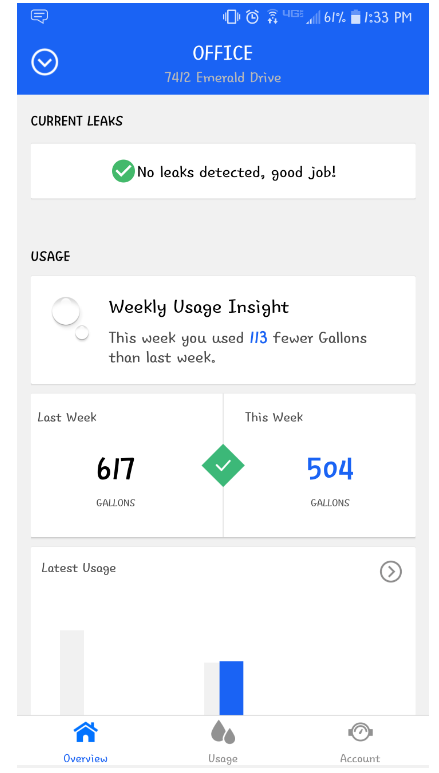 4G 61% 1:33 PM
OFFICE
7412 Emerald Drive
CURRENT LEAKS
No leaks detected, good job!
USAGE
Weekly Usage Insight
This week you used 113 fewer Gallons
than last week.
Last Week
This Week
617
504
GALLONS
GALLONS
Latest Usage
Overview
Usage
Account